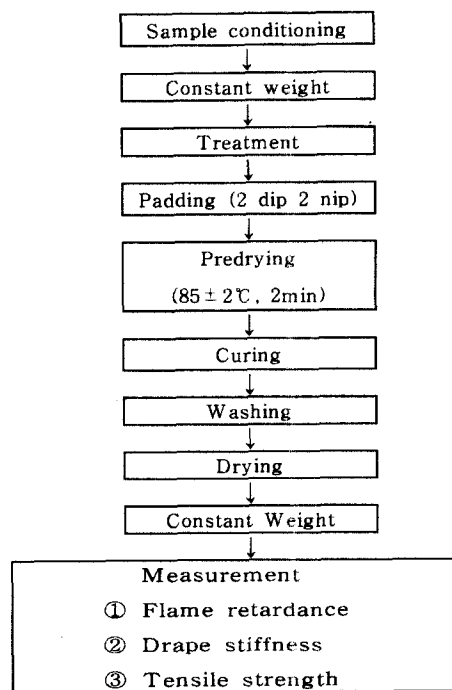 Sample conditioning
Constant weight
Treatment
Padding (2 dip 2 nip)
Predrying
(85±2℃, 2min)
Curing
Washing
Drying
Constant Weight
Measurement
① Flame retardance
② Drape stiffness
③ Tensile strength